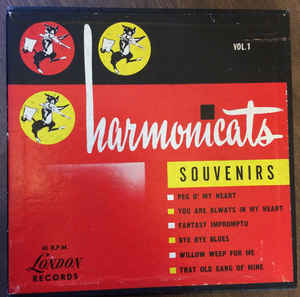 VOL. 1
harmonicats
SOUVENIRS
PEG O' MY HEART
YOU ARE ALWAYS IN MY HEART
FANTASY IMPROMPTU
BYE BYE BLUES
WILLOW WEEP FOR ME
THAT OLD GANG OF MINE
45 R.P.M.
LONDON
RECORDS